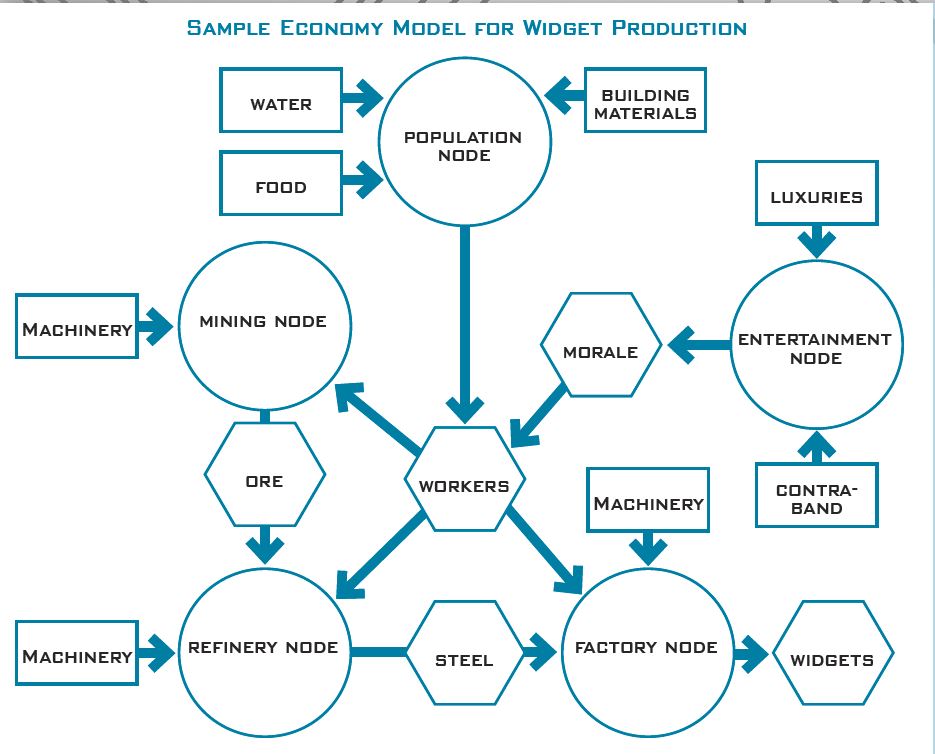 Sample Economy Model for Widget Production
WATER
BUILDING
MATERIALS
POPULATION
NODE
FOOD
LUXURIES
MACHINERY
MINING NODE
MORALE
ENTERTAINMENT
NODE
ORE
WORKERS
MACHINERY
CONTRA-
BAND
MACHINERY
REFINERY NODE
STEEL
FACTORY NODE
WIDGETS